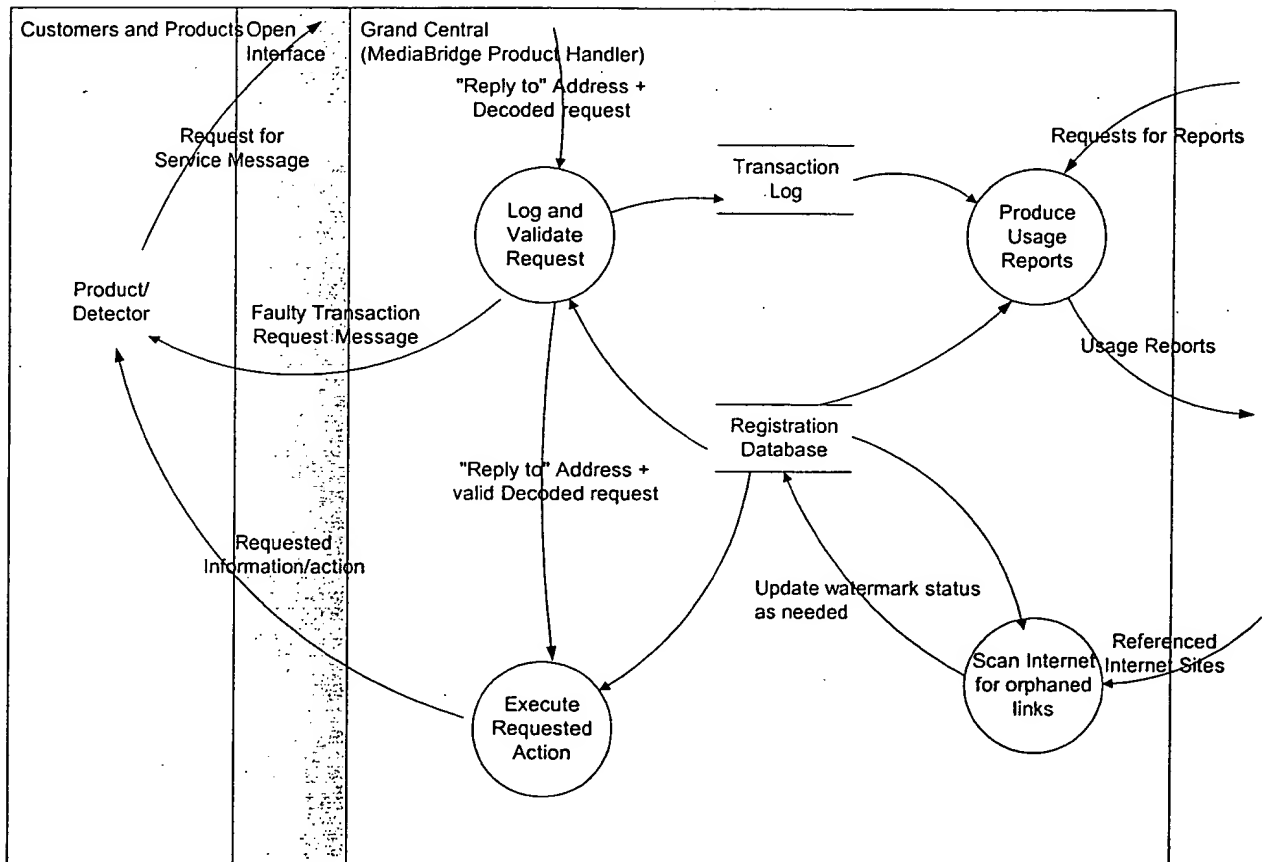 Customers and Products
Open
Interface
Grand Central
(MediaBridge Product Handler)
"Reply to" Address +
Decoded request
Request for
Service Message
Transaction
Log
Requests for Reports
Log and
Validate
Request
Produce
Usage
Reports
Product/
Detector
Faulty Transaction
Request Message
Usage Reports
Registration
Database
"Reply to" Address +
valid Decoded request
Requested
Information/action
Update watermark status
as needed
Referenced
Internet Sites
Scan Internet
for orphaned
links
Execute
Requested
Action